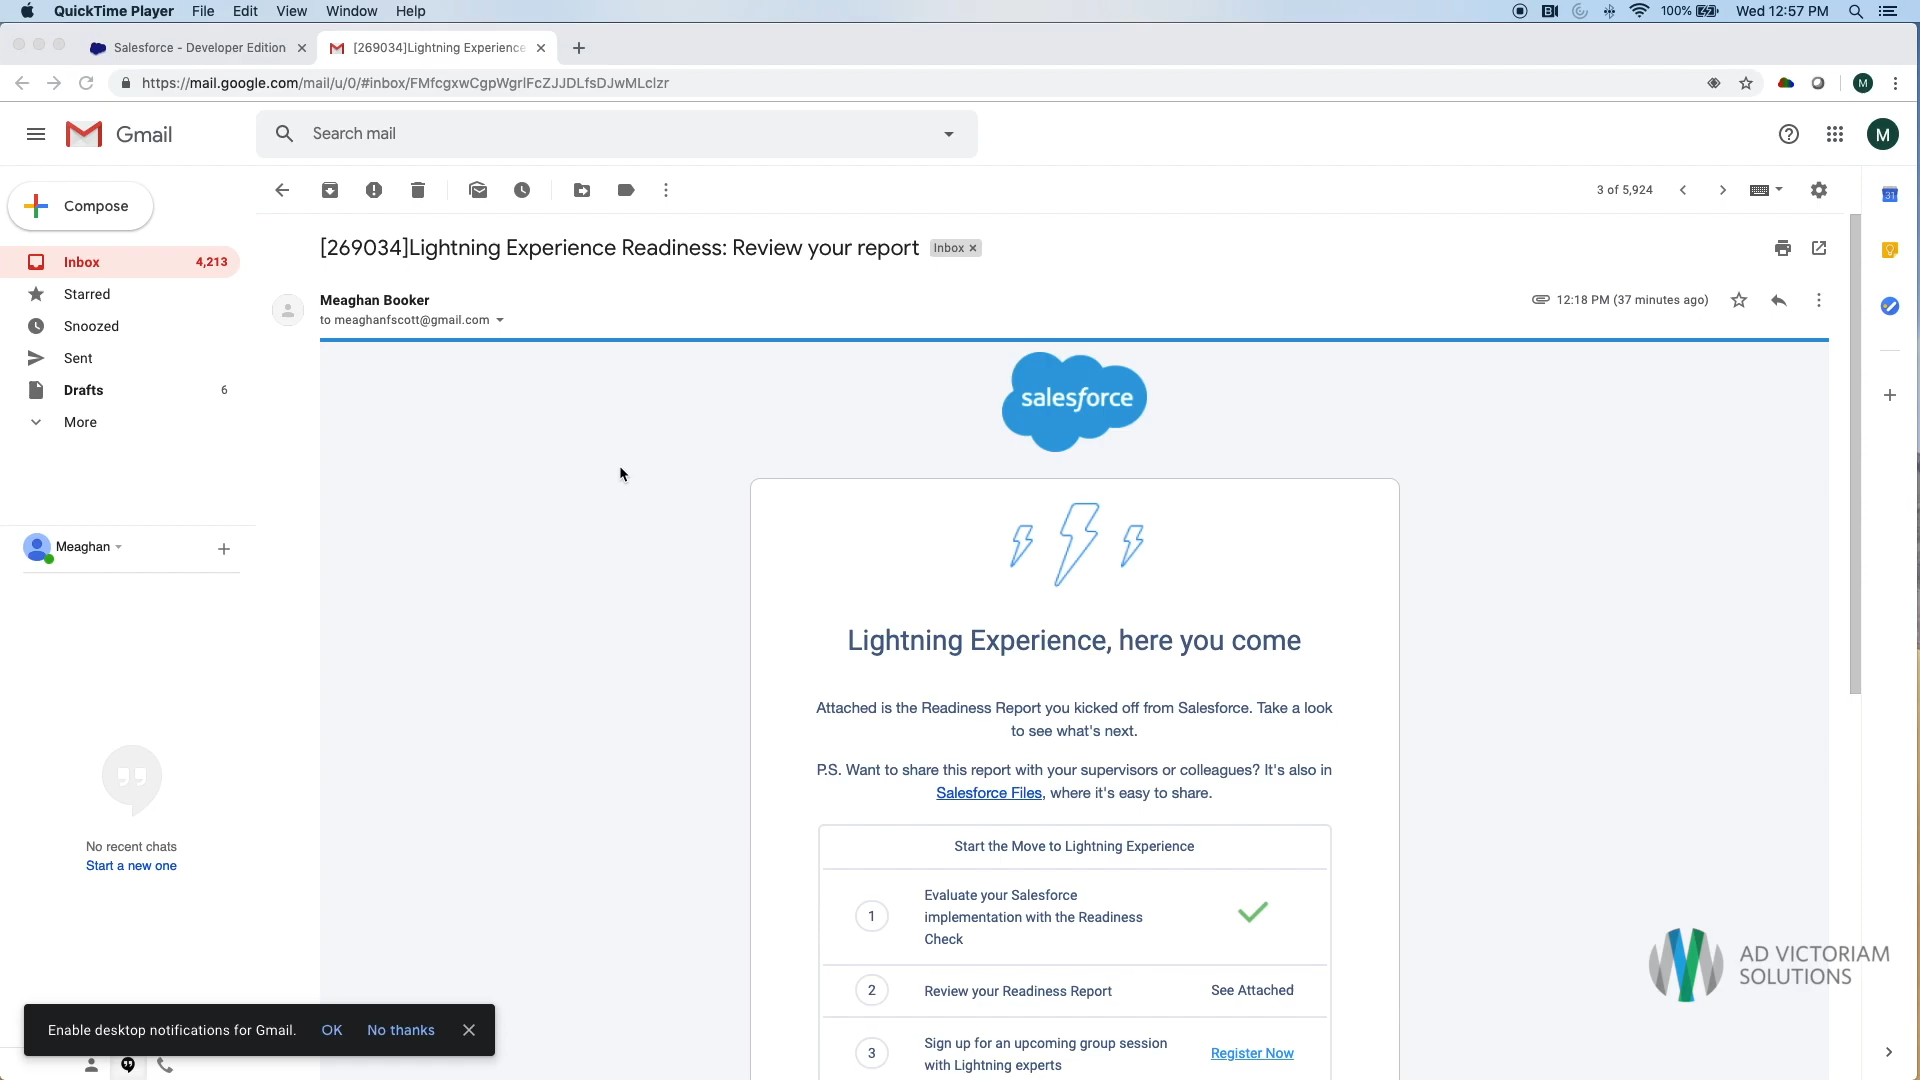 QuickTime Player File Edit View Window Help
100% Wed 12:57 PM
Salesforce - Developer Edition
[269034]Lightning Experience
https://mail.google.com/mail/u/0/#inbox/FMfcgxwCgpWgrlFcZJJDLfsDJwMLclzr
M
Gmail
Search mail
M
Compose
3 of 5,924
31
Inbox 4,213
Starred
Snoozed
Sent
Drafts 6
More
[269034]Lightning Experience Readiness: Review your report
Inbox x
Meaghan Booker
12:18 PM (37 minutes ago)
to meaghanfscott@gmail.com
salesforce
Lightning Experience, here you come
Attached is the Readiness Report you kicked off from Salesforce. Take a look
to see what's next.
P.S. Want to share this report with your supervisors or colleagues? It's also in
Salesforce Files, where it's easy to share.
Start the Move to Lightning Experience
1
Evaluate your Salesforce
implementation with the Readiness
Check
2 Review your Readiness Report See Attached
3
Sign up for an upcoming group session
with Lightning experts
Register Now
Meaghan
No recent chats
Start a new one
Enable desktop notifications for Gmail. OK No thanks
AD VICTORIAM
SOLUTIONS